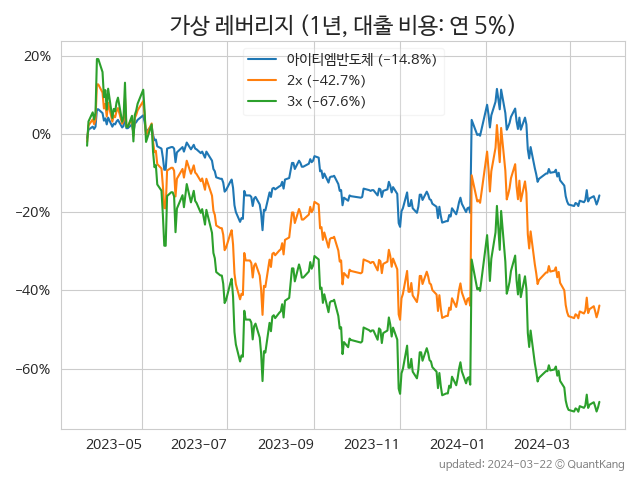 가상 레버리지 (1년, 대출 비용: 연 5%)
아이티엠반도체 (−14.8%)
2x (−42.7%)
3x (−67.6%)
20%
0%
−20%
−40%
−60%
2023-05 2023-07 2023-09 2023-11 2024-01 2024-03
updated: 2024-03-22 © QuantKang